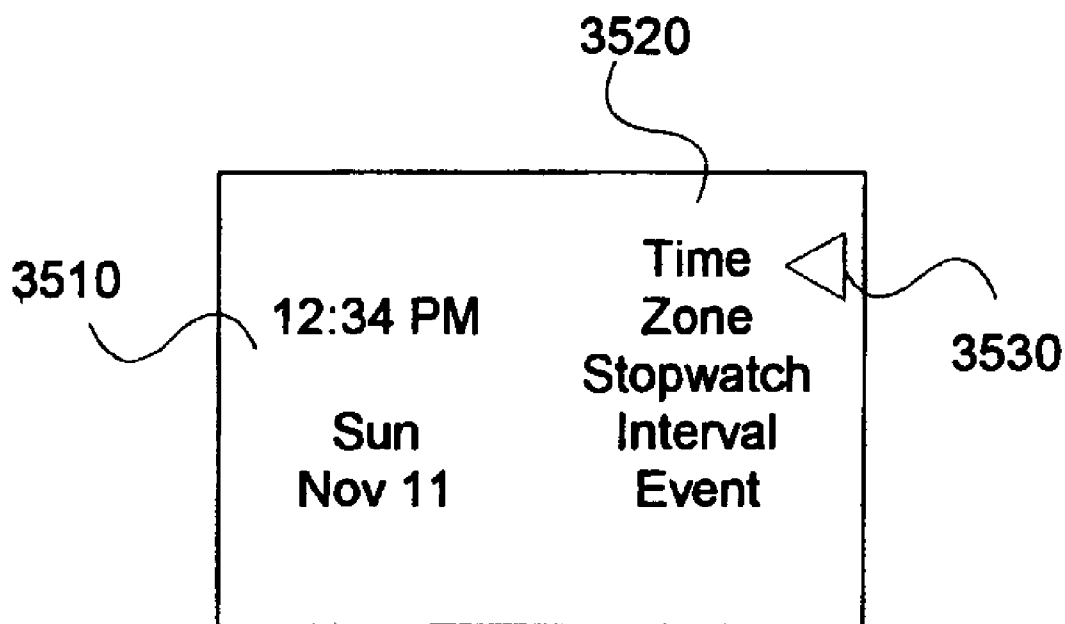 3520
3510
12:34 PM
Sun
Nov 11
Time
Zone
Stopwatch
Interval
Event
3530